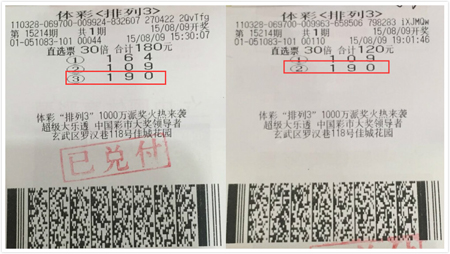 体彩<排列3>
110328-069700-009924-832607 270422 2Qvlfg
第 15214期 共1期 15/08/09开奖
01-051083-101 00044 15/08/09 15:30:07
直选票 30倍 合计180元
① 1 6 4
② 1 0 9
③ 1 9 0
体彩“排列3”1000万派奖火热来袭
超级大乐透 中国彩市大奖领导者
玄武区罗汉巷118号佳城花园
已兑付
体彩<排列3>
110328-069700-009963-658506 798283 iXJMQw
第 15214期 共1期 15/08/09开奖
01-051083-101 00110 15/08/09 19:01:46
直选票 30倍 合计120元
① 1 0 9
② 1 9 0
体彩“排列3”1000万派奖火热来袭
超级大乐透 中国彩市大奖领导者
玄武区罗汉巷118号佳城花园